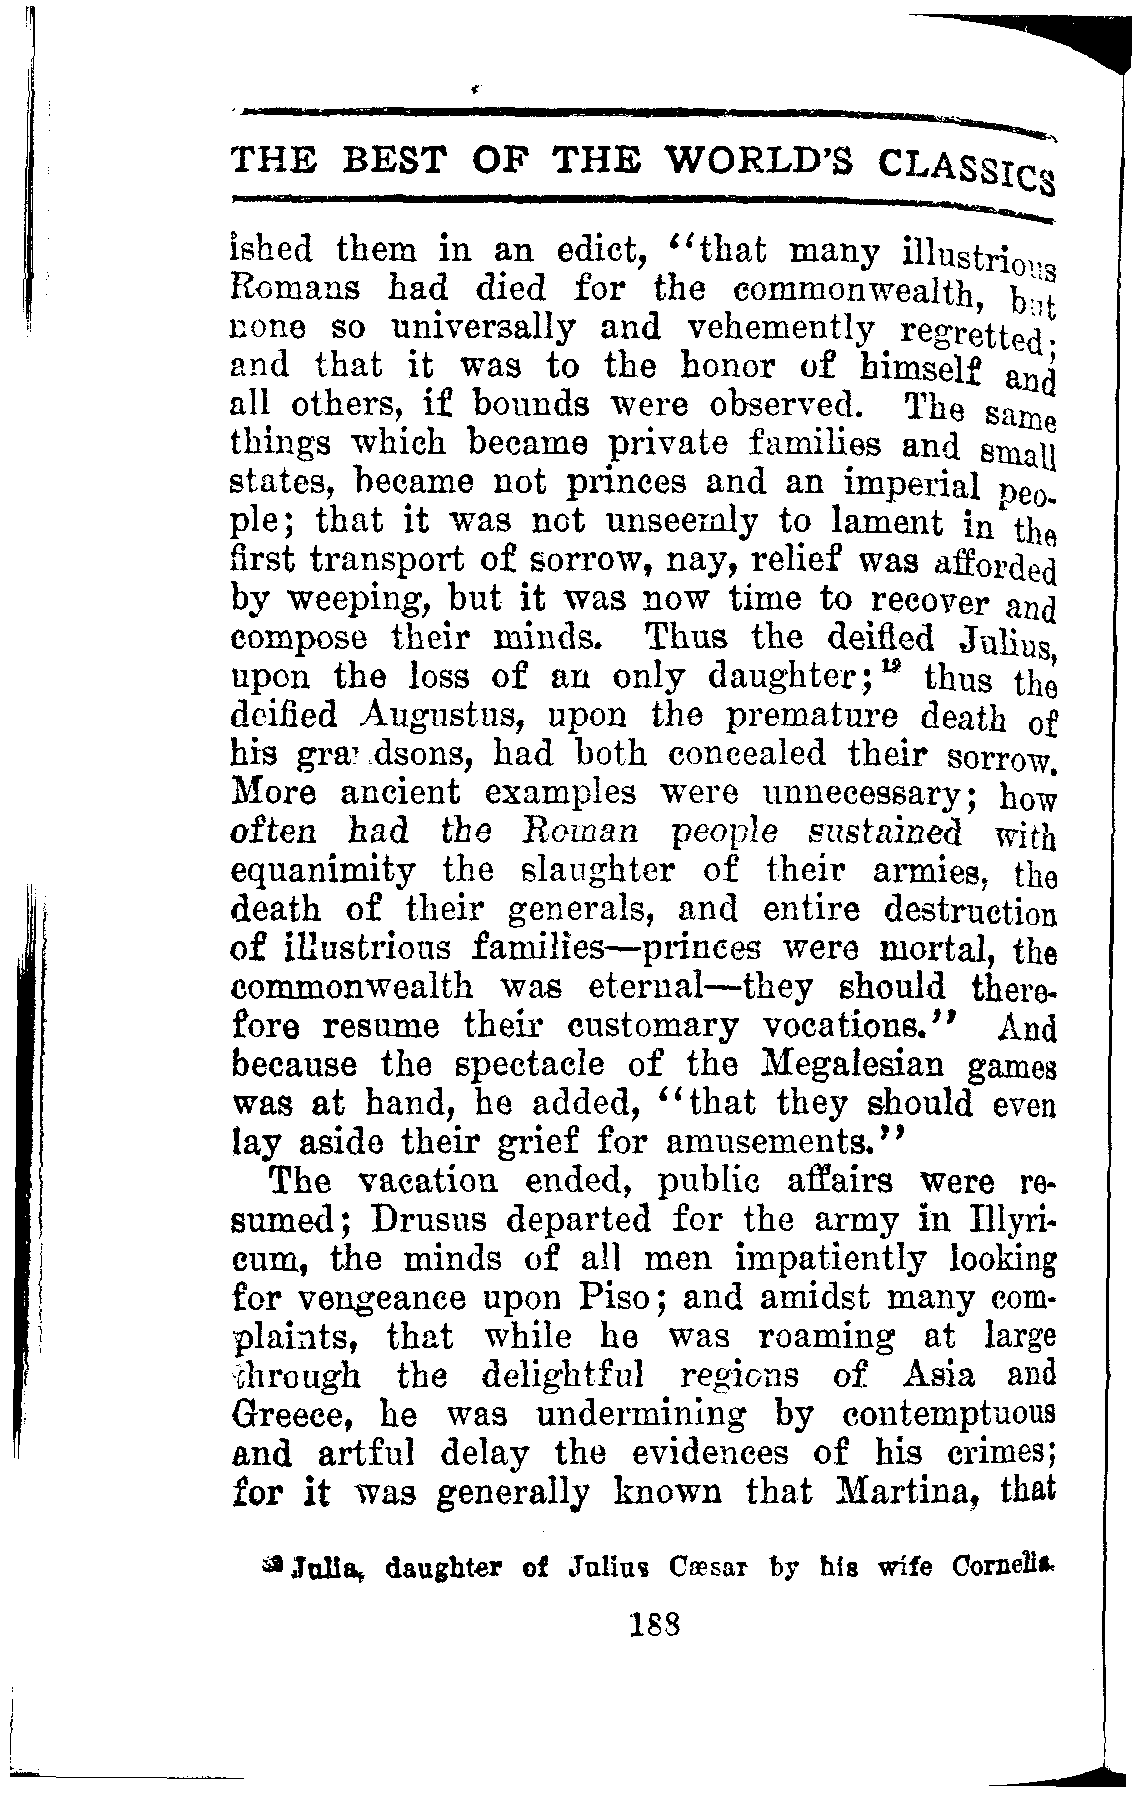 THE BEST OF THE WORLD'S CLASSICS
ished them in an edict, “that many illustrious
Romans had died for the commonwealth, but
none so universally and vehemently regretted;
and that it was to the honor of himself and
all others, if bounds were observed. The same
things which became private families and small
states, became not princes and an imperial peo-
ple; that it was not unseemly to lament in the
first transport of sorrow, nay, relief was afforded
by weeping, but it was now time to recover and
compose their minds. Thus the deified Julius,
upon the loss of an only daughter;¹⁹ thus the
deified Augustus, upon the premature death of
his grandsons, had both concealed their sorrow.
More ancient examples were unnecessary; how
often had the Roman people sustained with
equanimity the slaughter of their armies, the
death of their generals, and entire destruction
of illustrious families—princes were mortal, the
commonwealth was eternal—they should there-
fore resume their customary vocations.” And
because the spectacle of the Megalesian games
was at hand, he added, “that they should even
lay aside their grief for amusements.”
The vacation ended, public affairs were re-
sumed; Drusus departed for the army in Illyri-
cum, the minds of all men impatiently looking
for vengeance upon Piso; and amidst many com-
plaints, that while he was roaming at large
through the delightful regions of Asia and
Greece, he was undermining by contemptuous
and artful delay the evidences of his crimes;
for it was generally known that Martina, that
¹⁹ Julia, daughter of Julius Cæsar by his wife Cornelia.
188